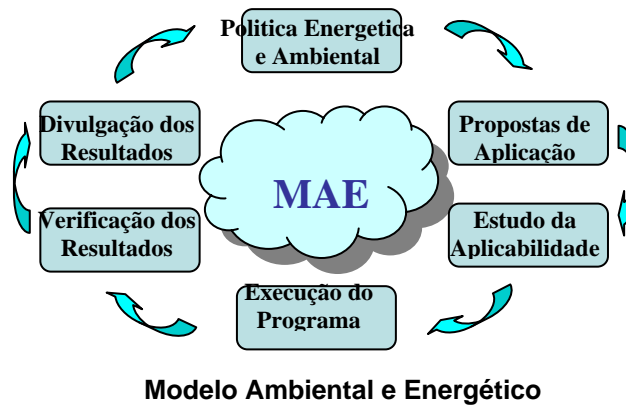 Politica Energetica
e Ambiental
Divulgação dos
Resultados
Propostas de
Aplicação
MAE
Verificação dos
Resultados
Estudo da
Aplicabilidade
Execução do
Programa
Modelo Ambiental e Energético